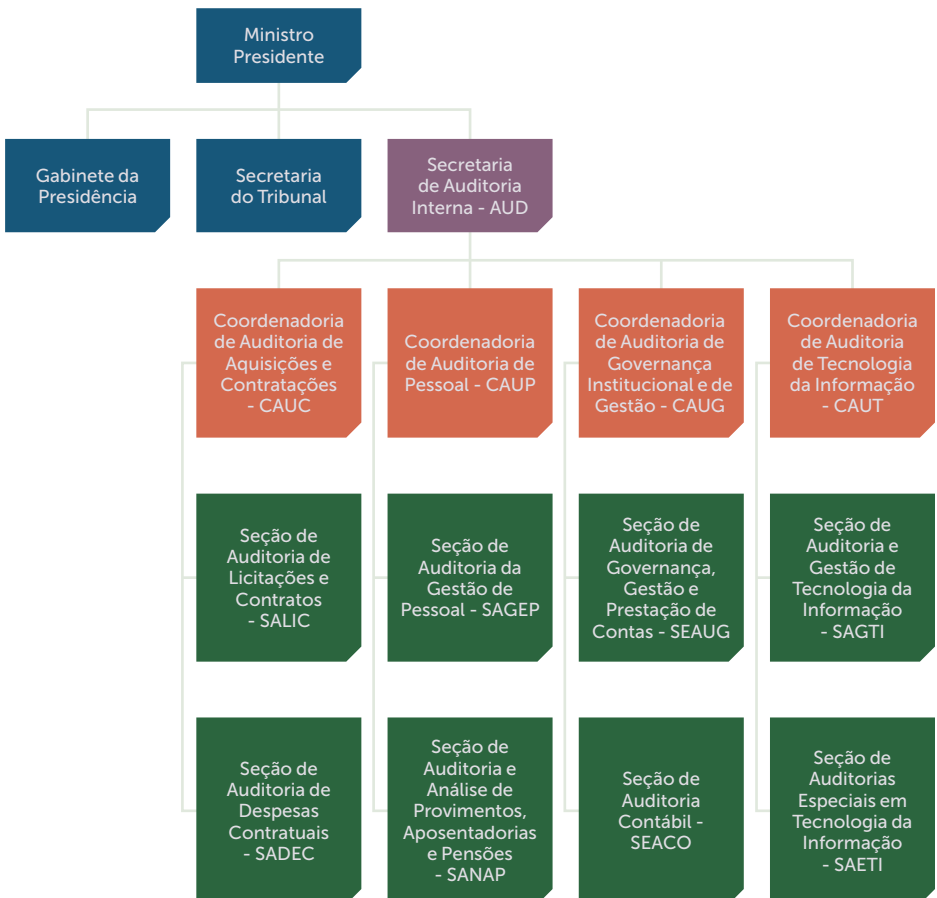 Ministro
Presidente
Gabinete da
Presidência
Secretaria
do Tribunal
Secretaria
de Auditoria
Interna - AUD
Coordenadoria
de Auditoria de
Aquisições e
Contratações
- CAUC
Coordenadoria
de Auditoria de
Pessoal - CAUP
Coordenadoria
de Auditoria de
Governança
Institucional e de
Gestão - CAUG
Coordenadoria
de Auditoria
de Tecnologia
da Informação
- CAUT
Seção de
Auditoria de
Licitações e
Contratos
- SALIC
Seção de
Auditoria da
Gestão de
Pessoal - SAGEP
Seção de
Auditoria de
Governança,
Gestão e
Prestação de
Contas - SEAUG
Seção de
Auditoria e
Gestão de
Tecnologia da
Informação
- SAGTI
Seção de
Auditoria de
Despesas
Contratuais
- SADEC
Seção de
Auditoria e
Análise de
Provimentos,
Aposentadorias
e Pensões
- SANAP
Seção de
Auditoria
Contábil -
SEACO
Seção de
Auditorias
Especiais em
Tecnologia da
Informação
- SAETI